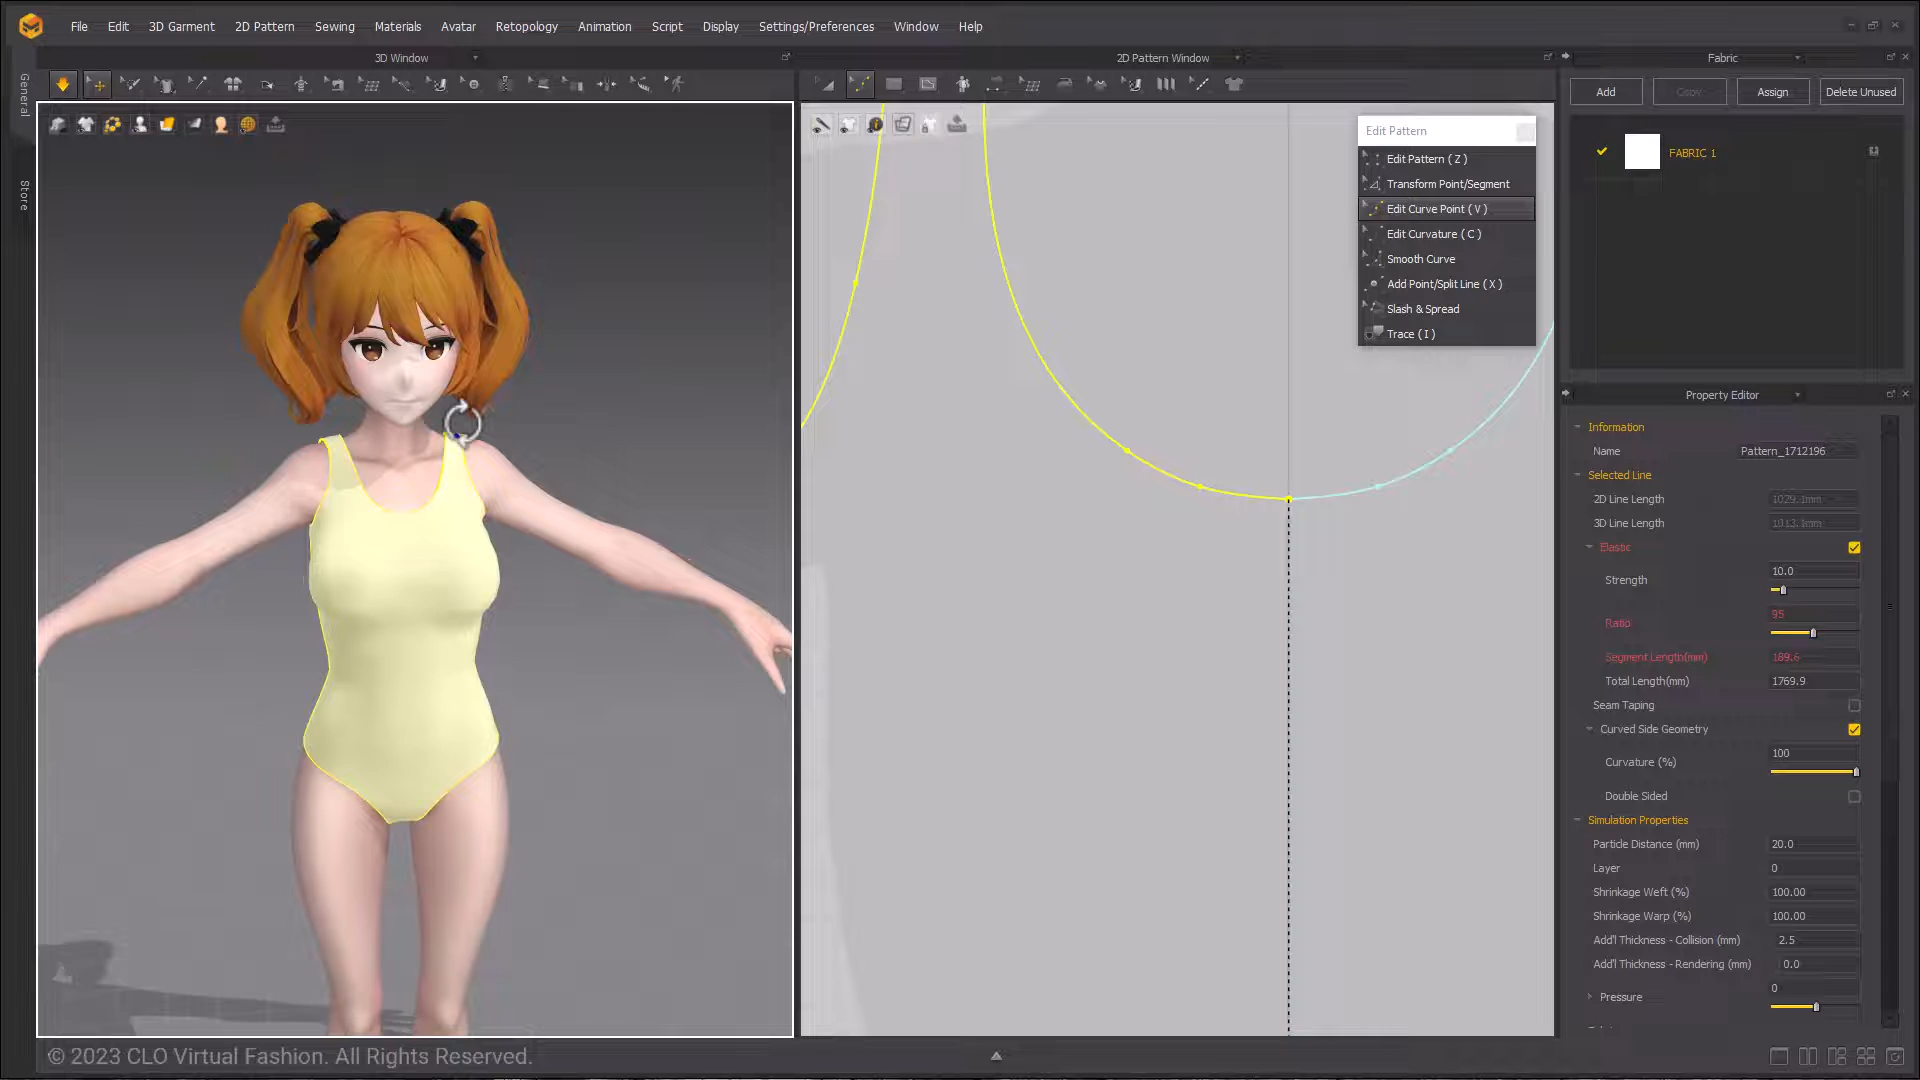 File Edit 3D Garment 2D Pattern Sewing Materials Avatar Retopology Animation Script Display Settings/Preferences Window Help
3D Window
2D Pattern Window
Fabric
General
Store
Add Copy Assign Delete Unused
FABRIC 1
Edit Pattern
Edit Pattern ( Z )
Transform Point/Segment
Edit Curve Point ( V )
Edit Curvature ( C )
Smooth Curve
Add Point/Split Line ( X )
Slash & Spread
Trace ( I )
Property Editor
Information
Name Pattern_1712196
Selected Line
2D Line Length 1029.1mm
3D Line Length 1013.1mm
Elastic
Strength 10.0
Ratio 95
Segment Length(mm) 189.6
Total Length(mm) 1769.9
Seam Taping
Curved Side Geometry
Curvature (%) 100
Double Sided
Simulation Properties
Particle Distance (mm) 20.0
Layer 0
Shrinkage Weft (%) 100.00
Shrinkage Warp (%) 100.00
Add'l Thickness - Collision (mm) 2.5
Add'l Thickness - Rendering (mm) 0.0
Pressure 0
© 2023 CLO Virtual Fashion. All Rights Reserved.